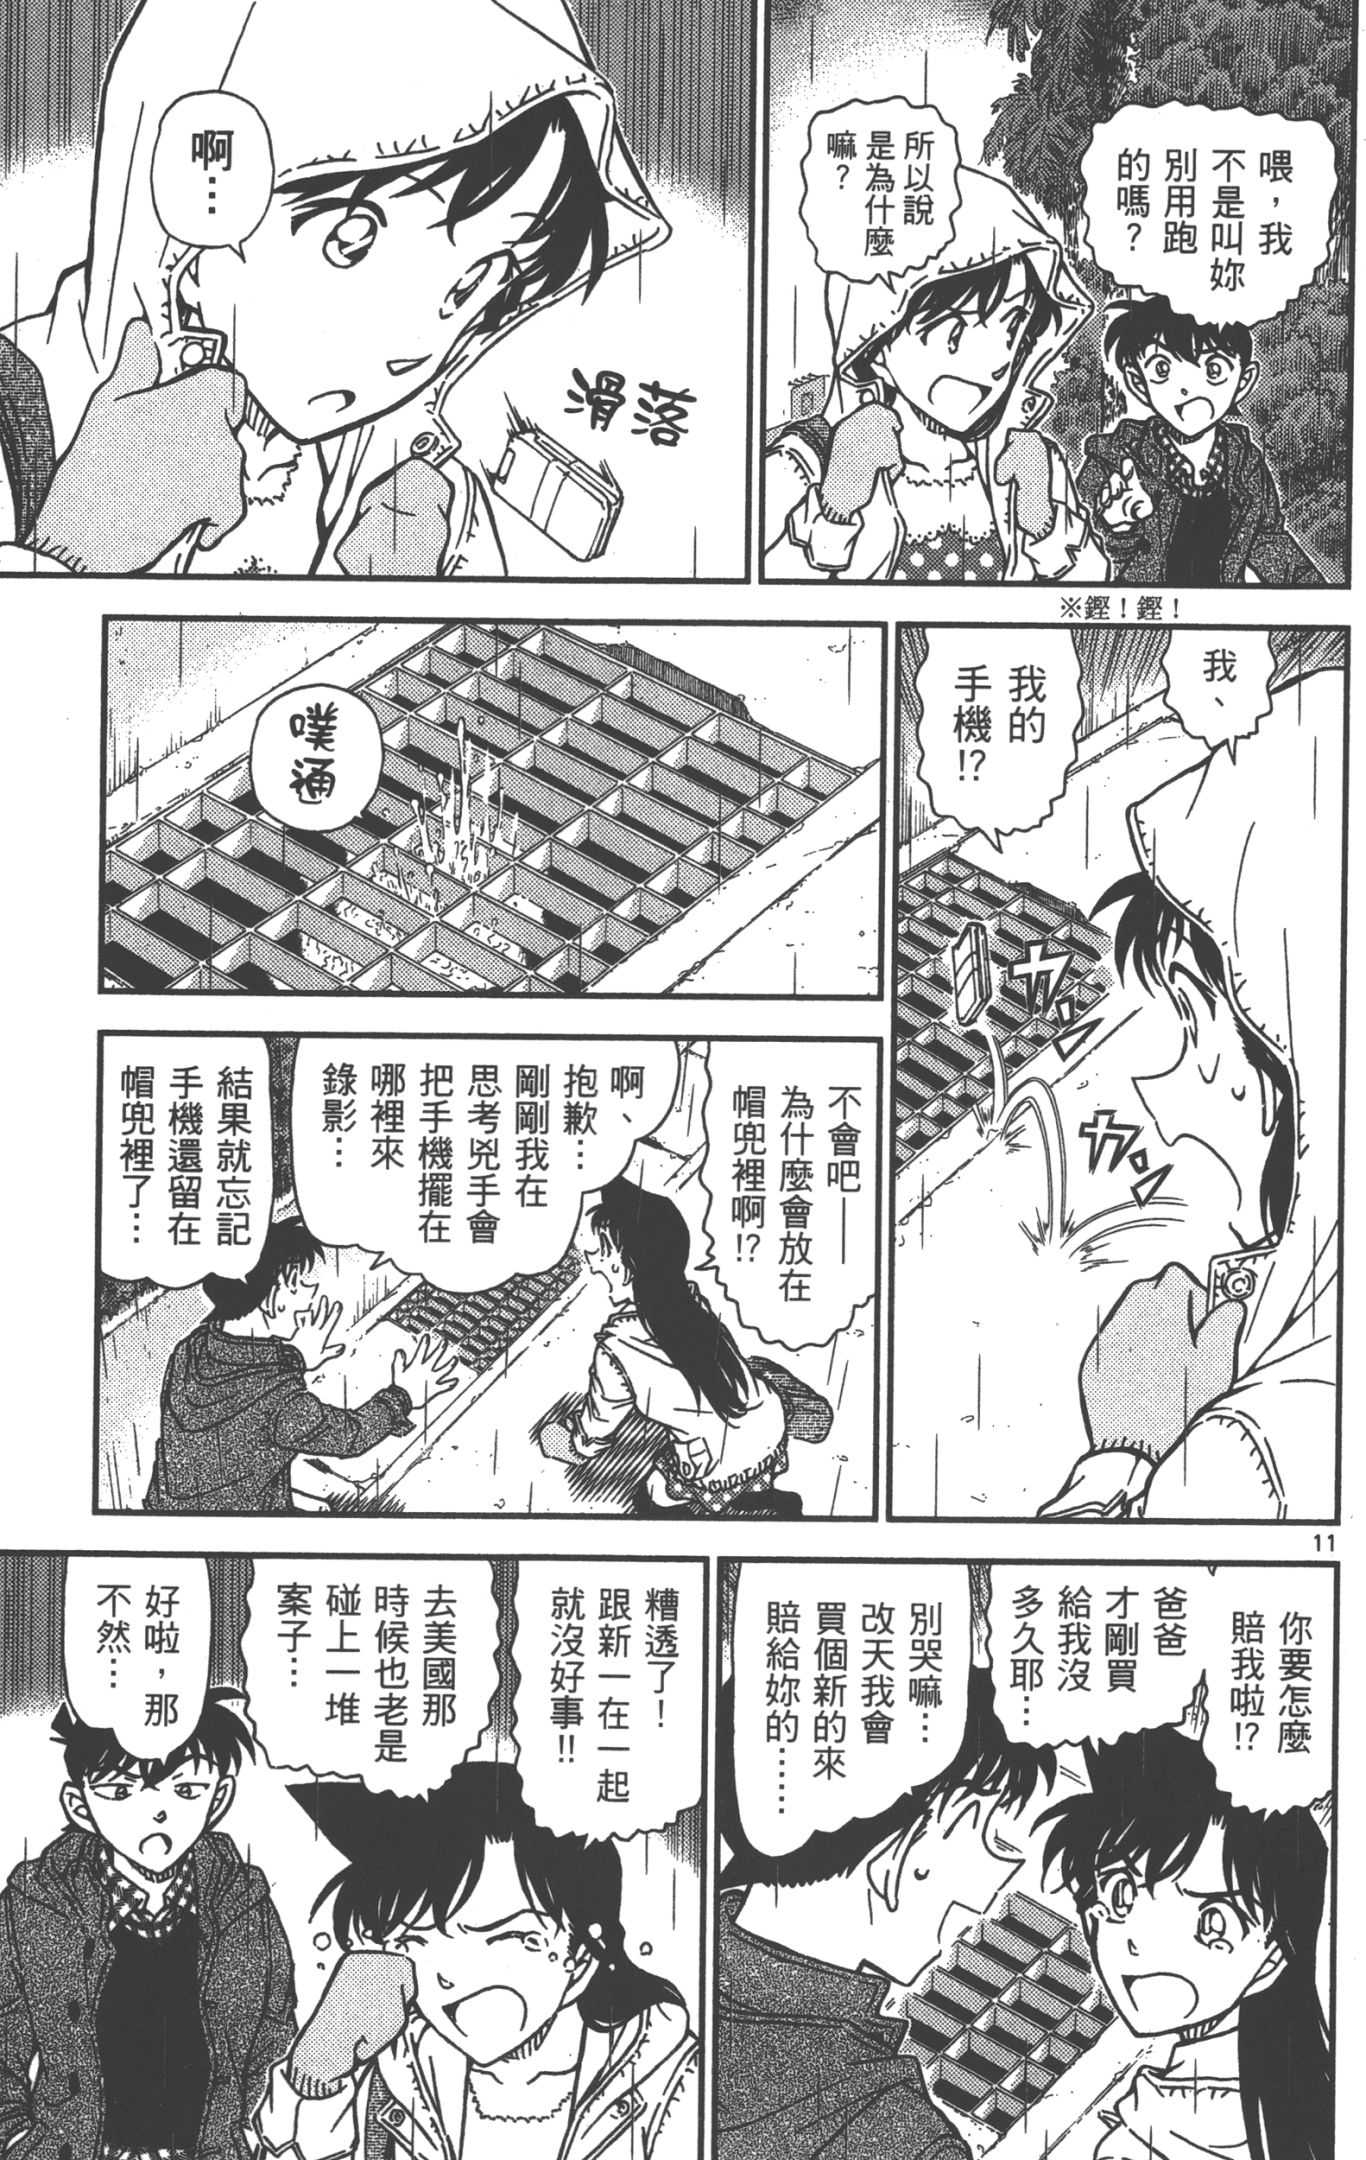 喂，我
不是叫妳
別用跑
的嗎？
所以說
是為什麼
嘛？
滑落
啊…
※鏗！鏗！
我、
我的
手機!?
カン
カン
噗通
不會吧——
為什麼會放在
帽兜裡啊!?
啊、
抱歉…
剛剛我在
思考兇手會
把手機擺在
哪裡來
錄影…
結果就忘記
手機還留在
帽兜裡了…
11
你要怎麼
賠我啦!?
爸爸
才剛買
給我沒
多久耶…
別哭嘛…
改天我會
買個新的來
賠給妳的……
糟透了！
跟新一在一起
就沒好事!!
去美國那
時候也老是
碰上一堆
案子…
好啦，那
不然…